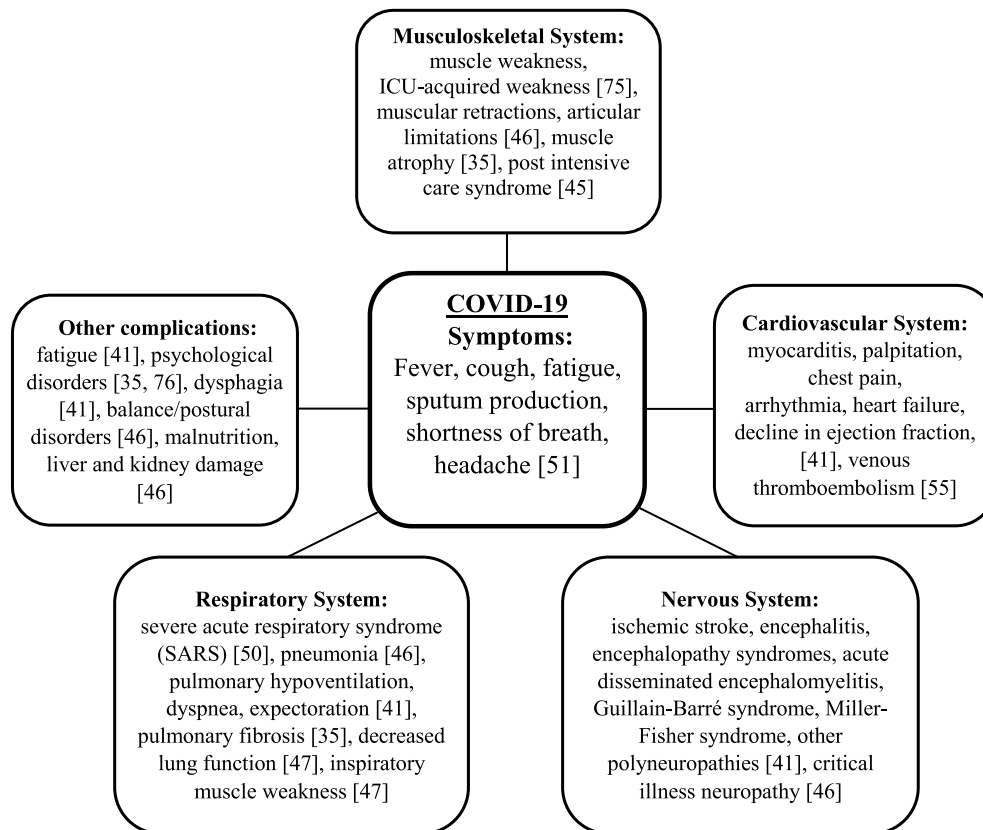 Musculoskeletal System:
muscle weakness,
ICU-acquired weakness [75],
muscular retractions, articular
limitations [46], muscle
atrophy [35], post intensive
care syndrome [45]
COVID-19
Symptoms:
Fever, cough, fatigue,
sputum production,
shortness of breath,
headache [51]
Other complications:
fatigue [41], psychological
disorders [35, 76], dysphagia
[41], balance/postural
disorders [46], malnutrition,
liver and kidney damage
[46]
Cardiovascular System:
myocarditis, palpitation,
chest pain,
arrhythmia, heart failure,
decline in ejection fraction,
[41], venous
thromboembolism [55]
Respiratory System:
severe acute respiratory syndrome
(SARS) [50], pneumonia [46],
pulmonary hypoventilation,
dyspnea, expectoration [41],
pulmonary fibrosis [35], decreased
lung function [47], inspiratory
muscle weakness [47]
Nervous System:
ischemic stroke, encephalitis,
encephalopathy syndromes, acute
disseminated encephalomyelitis,
Guillain-Barré syndrome, Miller-
Fisher syndrome, other
polyneuropathies [41], critical
illness neuropathy [46]